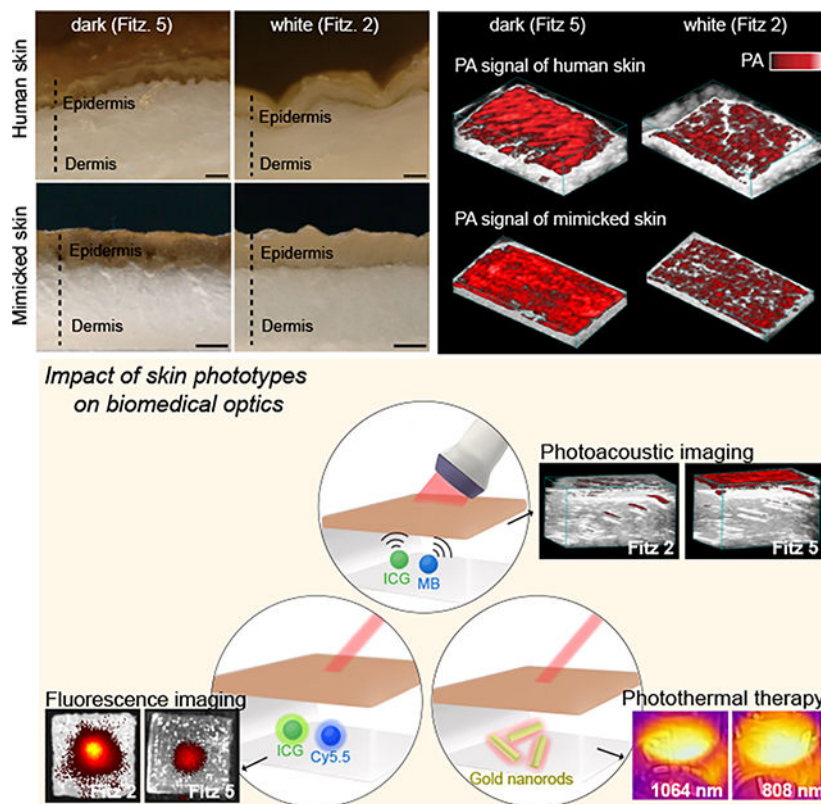 dark (Fitz. 5)
white (Fitz. 2)
dark (Fitz 5)
white (Fitz 2)
Human skin
Epidermis
Dermis
Epidermis
Dermis
PA signal of human skin
PA
Mimicked skin
Epidermis
Dermis
Epidermis
Dermis
PA signal of mimicked skin
Impact of skin phototypes
on biomedical optics
Photoacoustic imaging
Fitz 2
Fitz 5
ICG
MB
Fluorescence imaging
Fitz 2
Fitz 5
ICG
Cy5.5
Gold nanorods
Photothermal therapy
1064 nm
808 nm